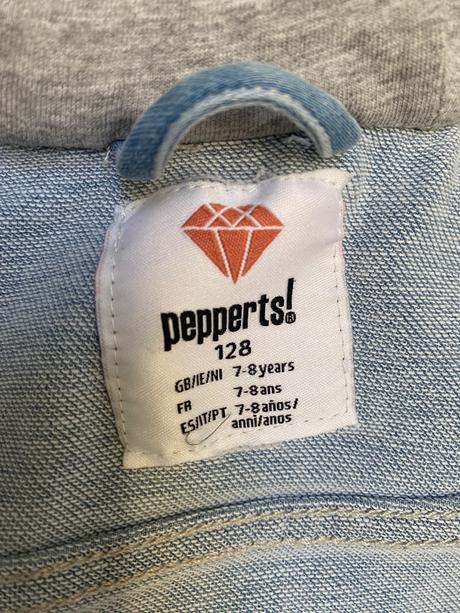 pepperts!®
128
GB/IE/NI 7-8 years
FR 7-8 ans
ES/IT/PT 7-8 años/
anni/anos